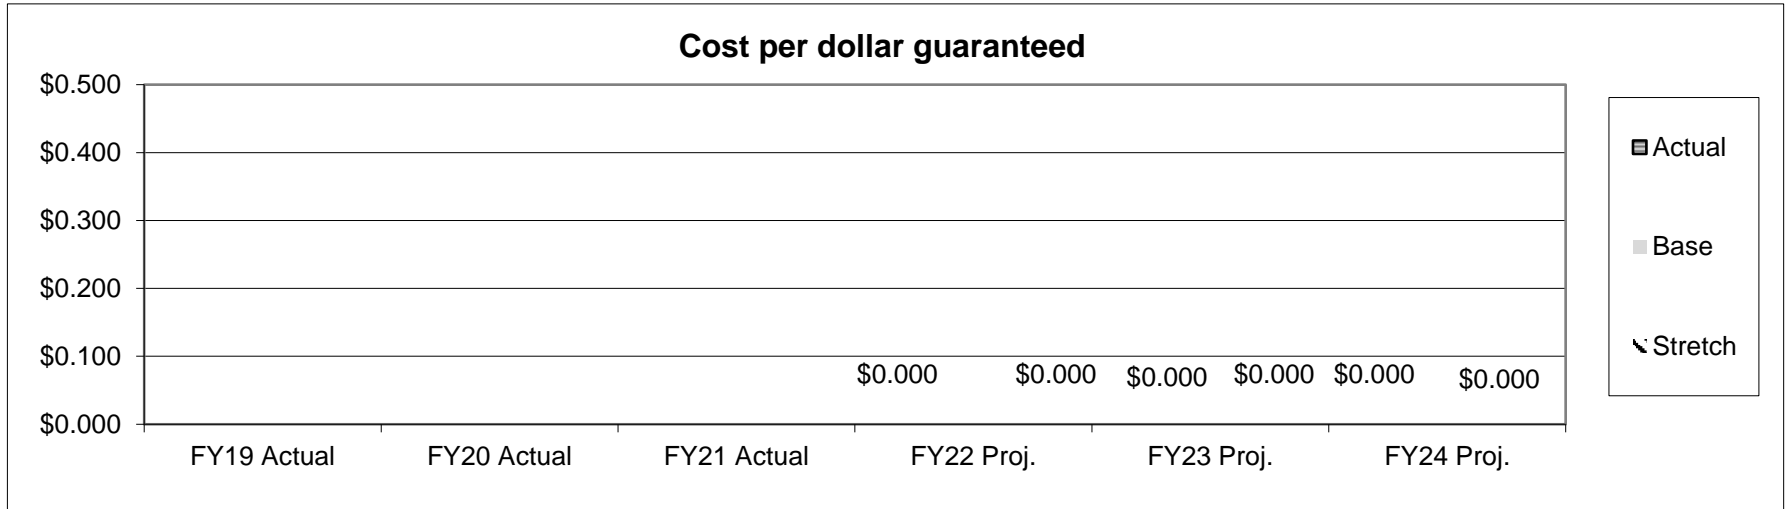 Cost per dollar guaranteed
$0.500
$0.400
$0.300
$0.200
$0.100
$0.000
$0.000 $0.000 $0.000 $0.000 $0.000 $0.000
FY19 Actual FY20 Actual FY21 Actual FY22 Proj. FY23 Proj. FY24 Proj.
Actual
Base
Stretch